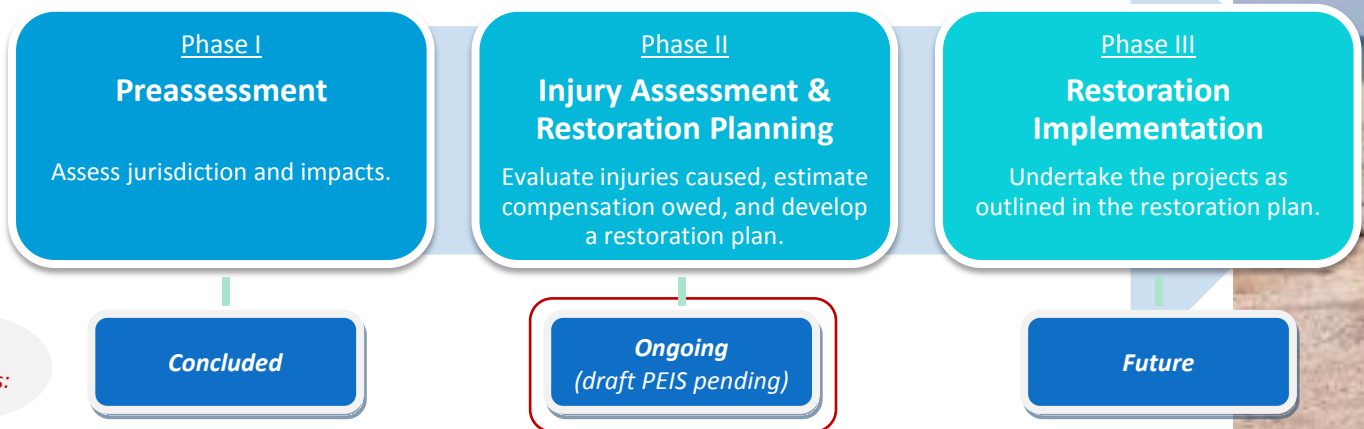 Phase I
Preassessment
Assess jurisdiction and impacts.
Phase II
Injury Assessment &
Restoration Planning
Evaluate injuries caused, estimate
compensation owed, and develop
a restoration plan.
Phase III
Restoration
Implementation
Undertake the projects as
outlined in the restoration plan.
Concluded
Ongoing
(draft PEIS pending)
Future